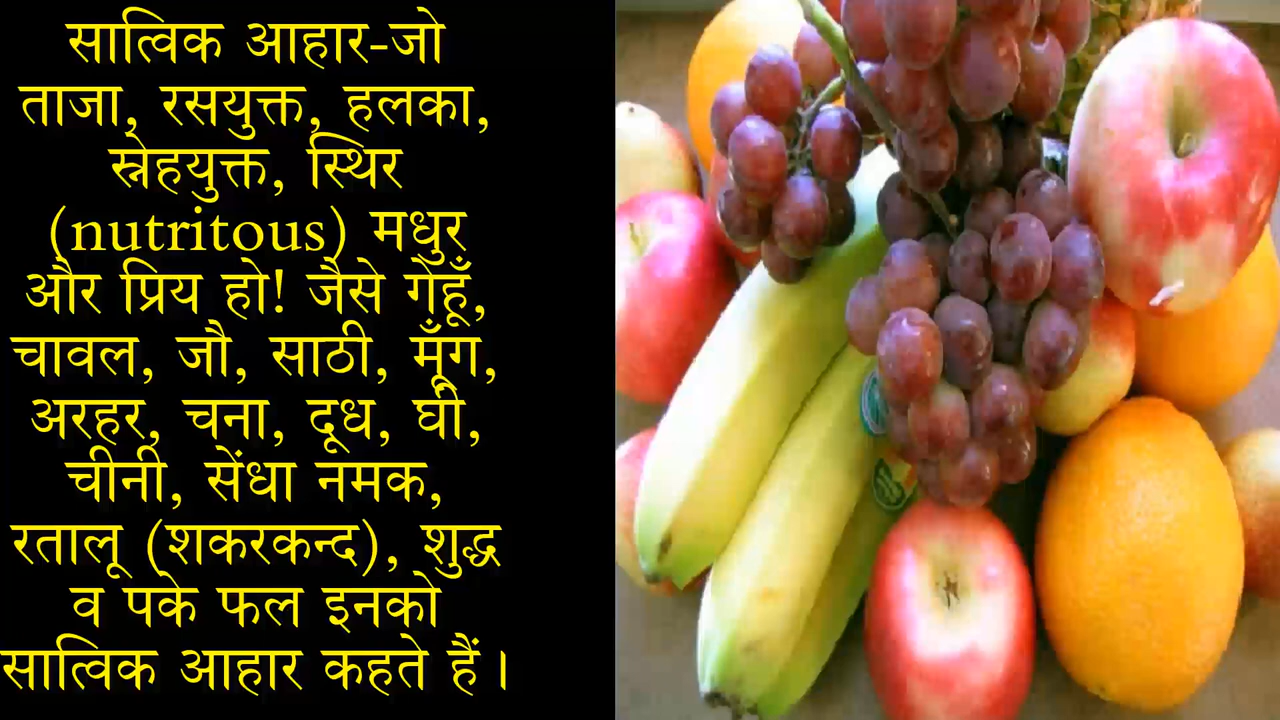 सात्विक आहार-जो
ताजा, रसयुक्त, हलका,
स्नेहयुक्त, स्थिर
(nutritous) मधुर
और प्रिय हो! जैसे गेहूँ,
चावल, जौ, साठी, मूँग,
अरहर, चना, दूध, घी,
चीनी, सेंधा नमक,
रतालू (शकरकन्द), शुद्ध
व पके फल इनको
सात्विक आहार कहते हैं।